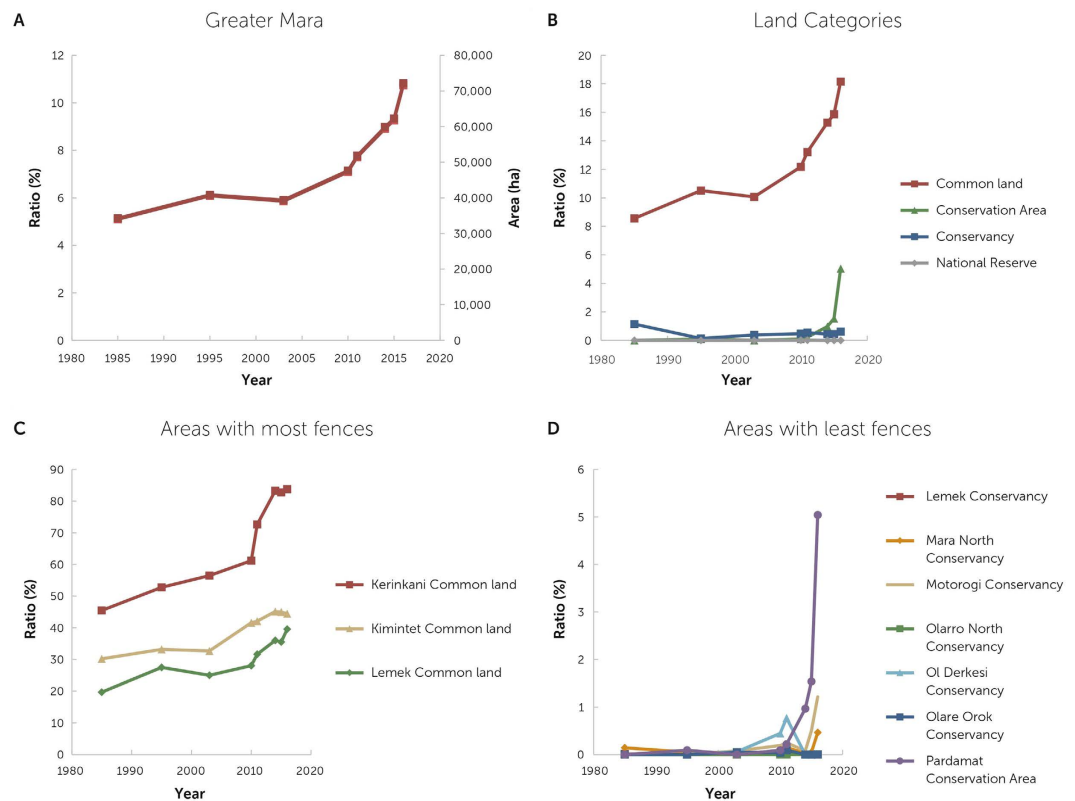 A
Greater Mara
12
10
8
6
4
2
0
Ratio (%)
80,000
70,000
60,000
50,000
40,000
30,000
20,000
10,000
0
Area (ha)
1980 1985 1990 1995 2000 2005 2010 2015 2020
Year
B
Land Categories
20
18
16
14
12
10
8
6
4
2
0
Ratio (%)
1980 1990 2000 2010 2020
Year
Common land
Conservation Area
Conservancy
National Reserve
C
Areas with most fences
90
80
70
60
50
40
30
20
10
0
Ratio (%)
1980 1990 2000 2010 2020
Year
Kerinkani Common land
Kimintet Common land
Lemek Common land
D
Areas with least fences
6
5
4
3
2
1
0
Ratio (%)
1980 1990 2000 2010 2020
Year
Lemek Conservancy
Mara North
Conservancy
Motorogi Conservancy
Olarro North
Conservancy
Ol Derkesi
Conservancy
Olare Orok
Conservancy
Pardamat
Conservation Area